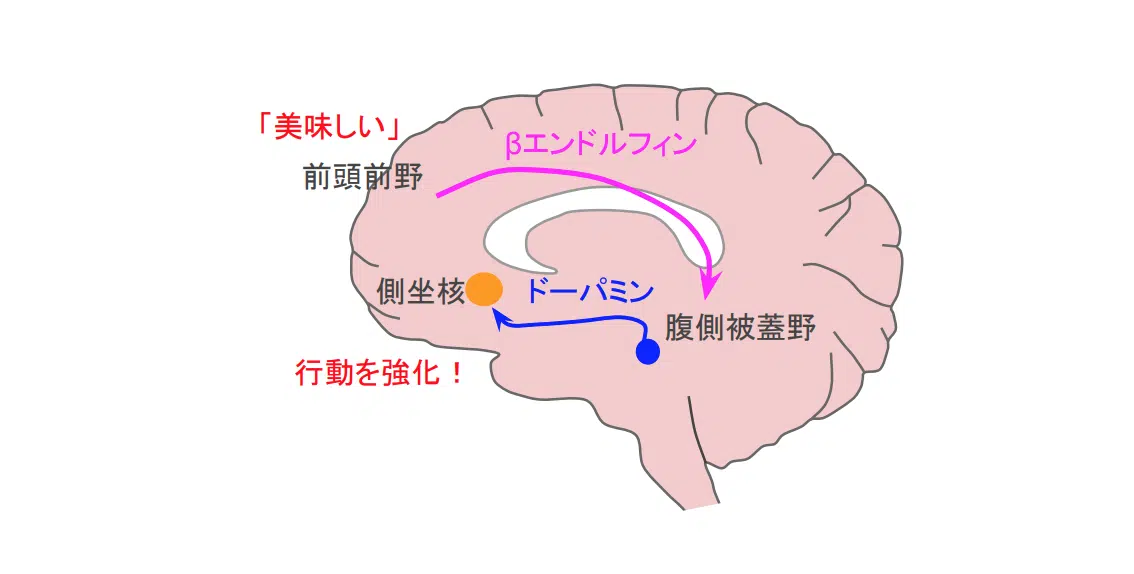 「美味しい」
βエンドルフィン
前頭前野
側坐核
ドーパミン
腹側被蓋野
行動を強化！